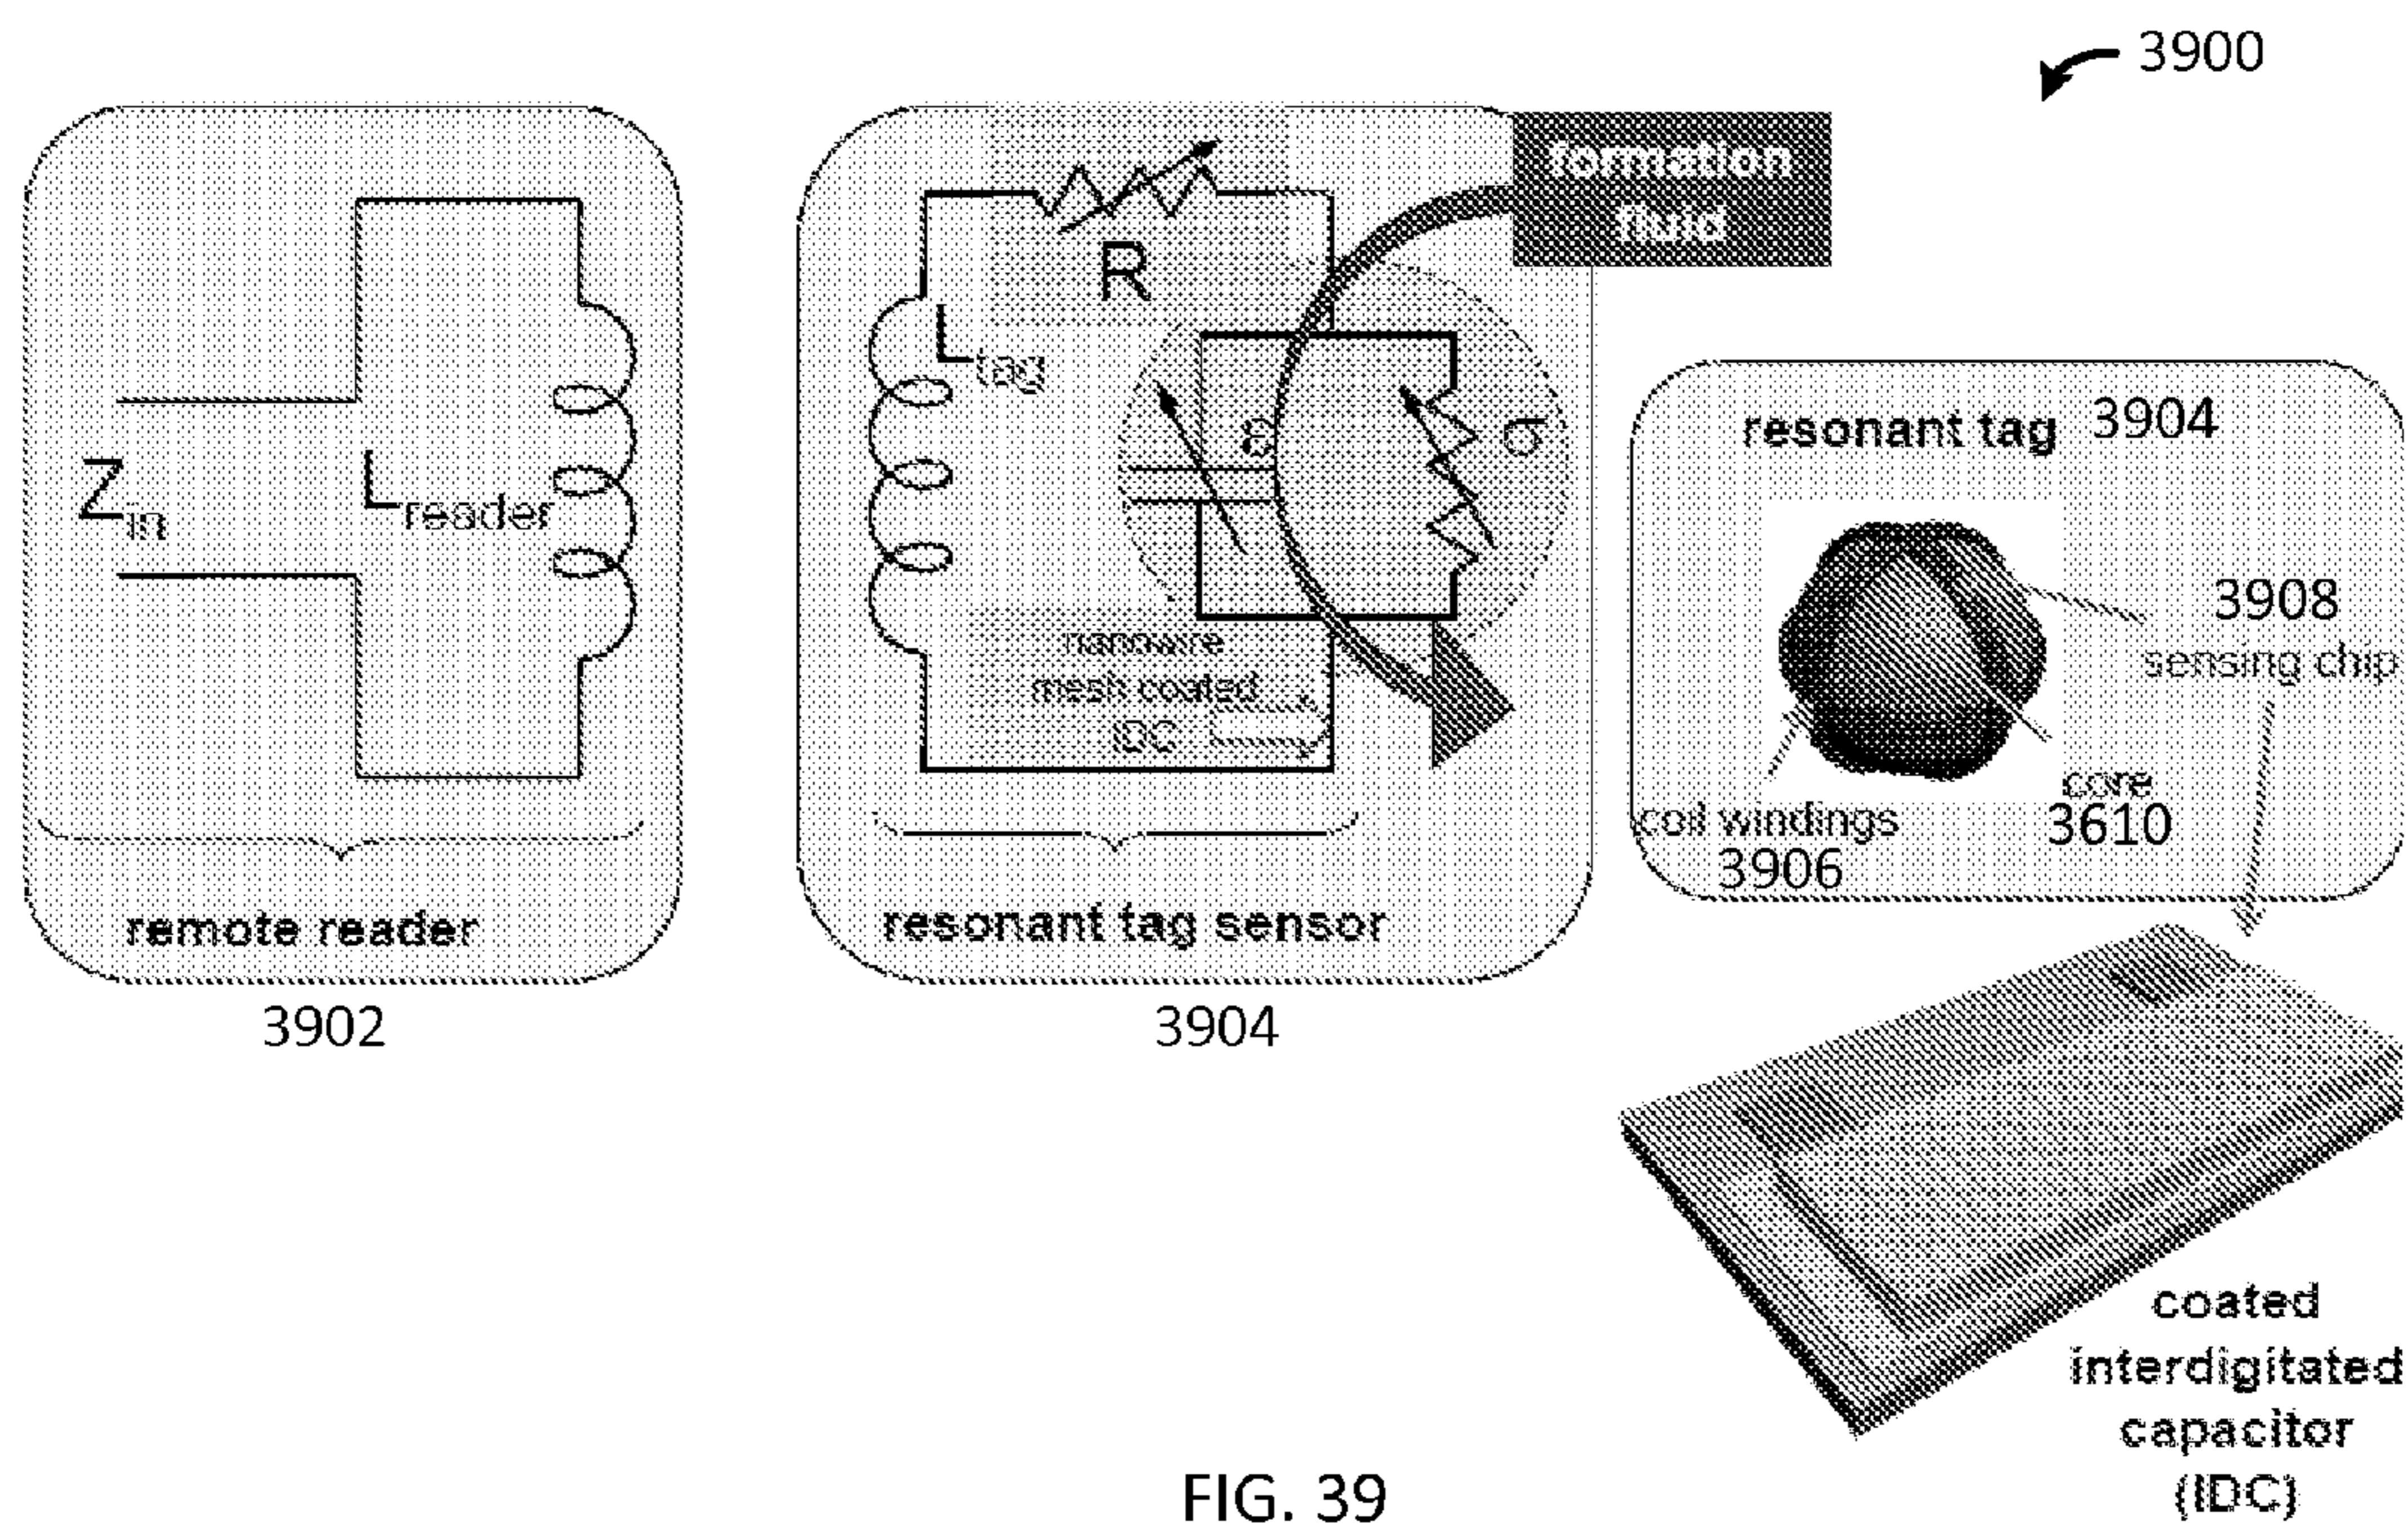 3900
formation
fluid
R
L tag
ε
σ
Z in
L reader
nanowire
mesh coated
IDC
remote reader
3902
resonant tag sensor
3904
resonant tag 3904
3908
sensing chip
core
3610
coil windings
3906
coated
interdigitated
capacitor
(IDC)
FIG. 39